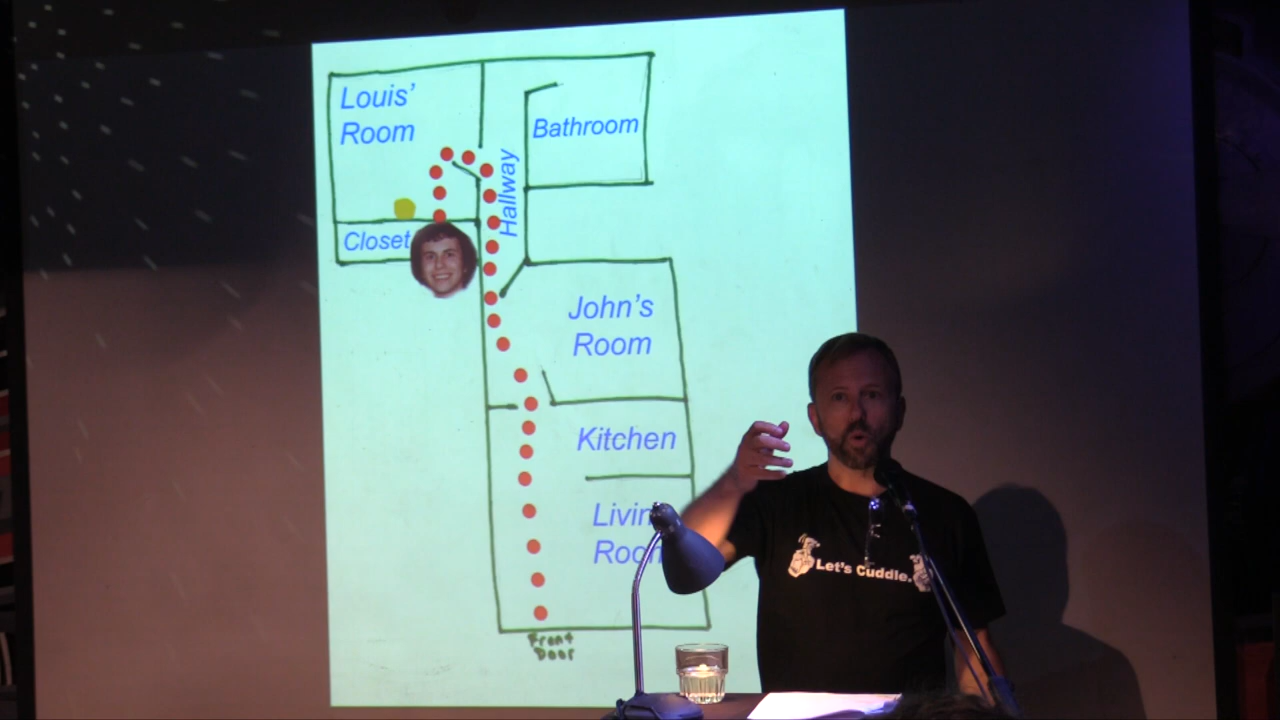 Louis’
Room
Bathroom
Hallway
Closet
John’s
Room
Kitchen
Livin
Room
Let's Cuddle.
Front
Door